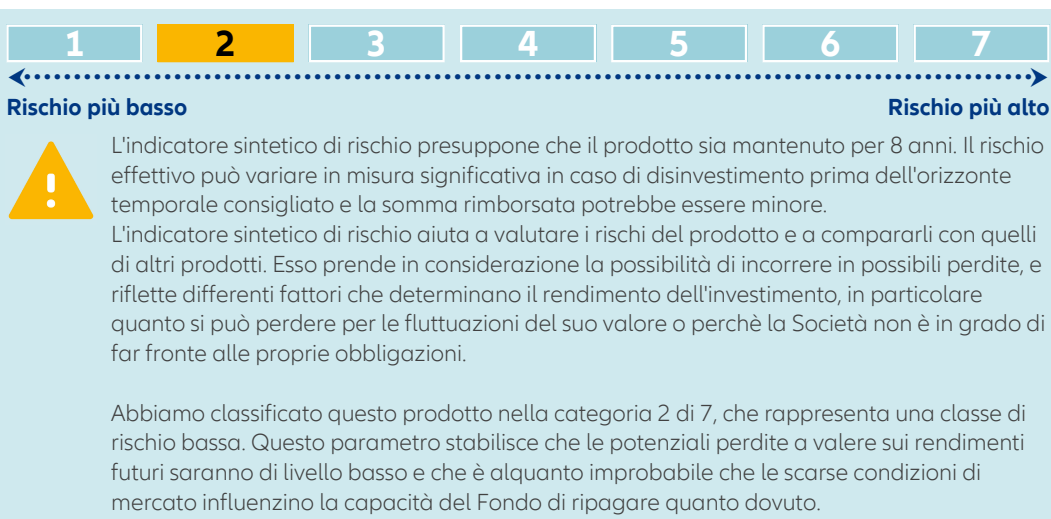 1 2 3 4 5 6 7
Rischio più basso Rischio più alto
L'indicatore sintetico di rischio presuppone che il prodotto sia mantenuto per 8 anni. Il rischio
effettivo può variare in misura significativa in caso di disinvestimento prima dell'orizzonte
temporale consigliato e la somma rimborsata potrebbe essere minore.
L'indicatore sintetico di rischio aiuta a valutare i rischi del prodotto e a compararli con quelli
di altri prodotti. Esso prende in considerazione la possibilità di incorrere in possibili perdite, e
riflette differenti fattori che determinano il rendimento dell'investimento, in particolare
quanto si può perdere per le fluttuazioni del suo valore o perchè la Società non è in grado di
far fronte alle proprie obbligazioni.
Abbiamo classificato questo prodotto nella categoria 2 di 7, che rappresenta una classe di
rischio bassa. Questo parametro stabilisce che le potenziali perdite a valere sui rendimenti
futuri saranno di livello basso e che è alquanto improbabile che le scarse condizioni di
mercato influenzino la capacità del Fondo di ripagare quanto dovuto.